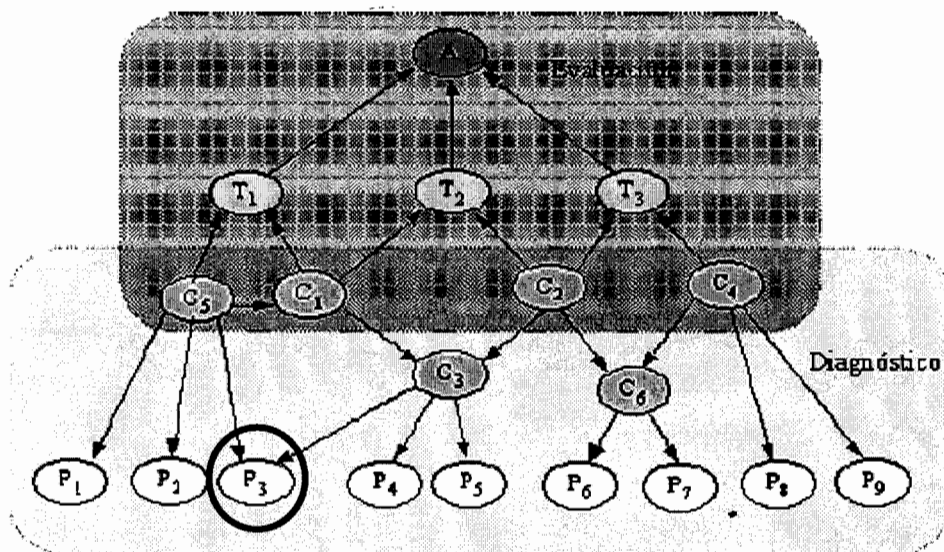 A
Evaluación
T1 T2 T3
C5 C1 C2 C4
C3 C6
Diagnóstico
P1 P2 P3 P4 P5 P6 P7 P8 P9